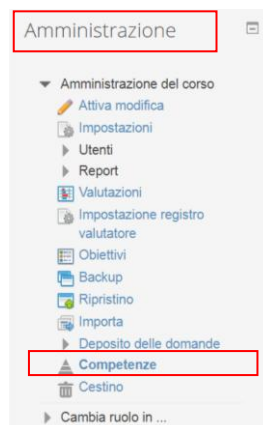 Amministrazione
Amministrazione del corso
Attiva modifica
Impostazioni
Utenti
Report
Valutazioni
Impostazione registro
valutatore
Obiettivi
Backup
Ripristino
Importa
Deposito delle domande
Competenze
Cestino
Cambia ruolo in ...